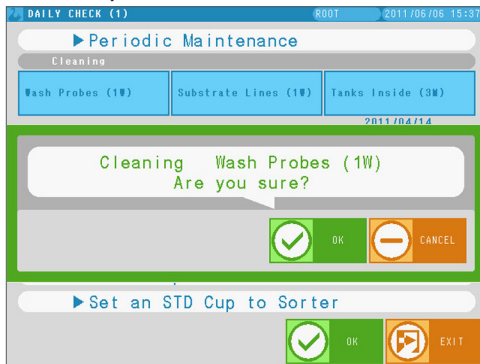 DAILY CHECK (1) ROOT 2011/06/06 15:37
▶Periodic Maintenance
Cleaning
Wash Probes (1W) Substrate Lines (1W) Tanks Inside (3M)
2011/04/14
Cleaning Wash Probes (1W)
Are you sure?
OK CANCEL
▶Set an STD Cup to Sorter
OK EXIT